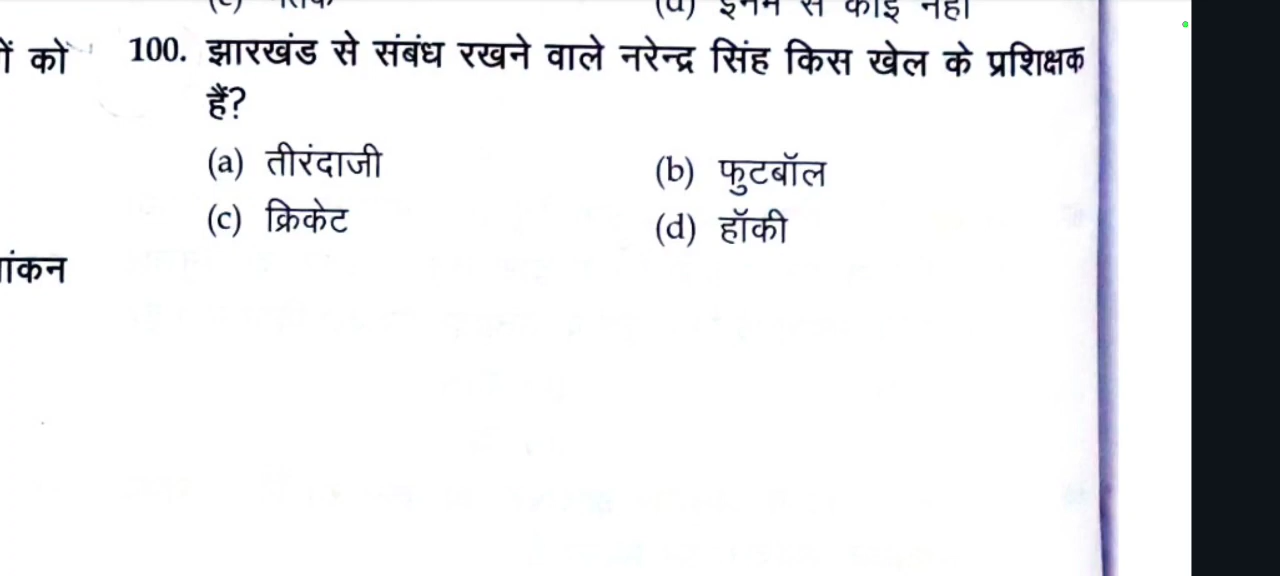 (d) इनमें से कोई नहीं
ों को
100. झारखंड से संबंध रखने वाले नरेन्द्र सिंह किस खेल के प्रशिक्षक
हैं?
(a) तीरंदाजी (b) फुटबॉल
(c) क्रिकेट (d) हॉकी
ांकन